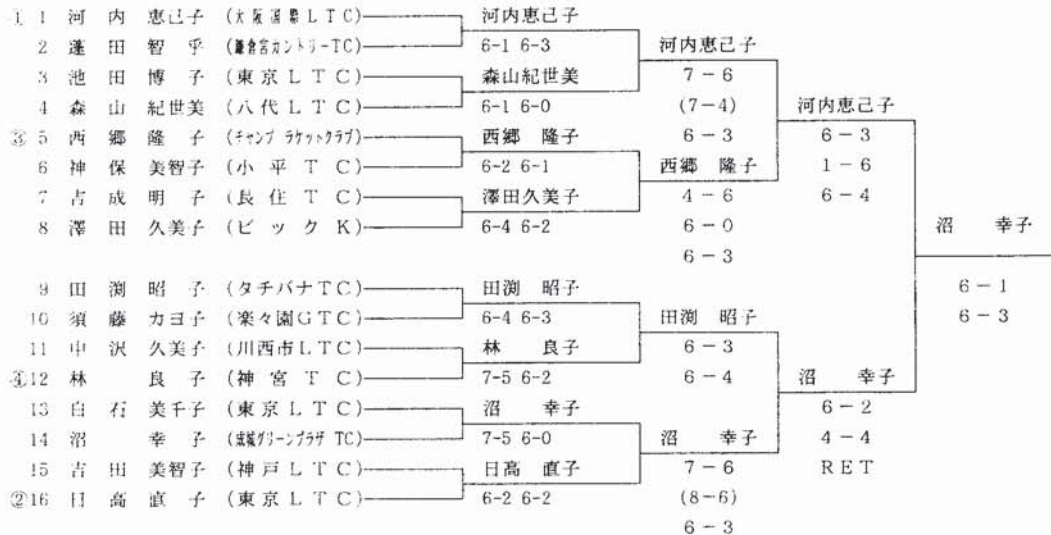 ① 1 河内 恵己子 (大阪須磨LTC) 河内恵己子
2 蓬田 智子 (鎌倉宮カントリーTC) 6-1 6-3 河内恵己子
3 池田 博子 (東京LTC) 森山紀世美 7-6
4 森山 紀世美 (八代LTC) 6-1 6-0 (7-4) 河内恵己子
③ 5 西郷 隆子 (チャンプ ラケットクラブ) 西郷 隆子 6-3 6-3
6 神保 美智子 (小平TC) 6-2 6-1 西郷 隆子 1-6
7 吉成 明子 (長住TC) 澤田久美子 4-6 6-4
8 澤田 久美子 (ビックK) 6-4 6-2 6-0 沼 幸子
6-3
9 田渕 昭子 (タチバナTC) 田渕 昭子 6-1
10 須藤 カヨ子 (楽々園GTC) 6-4 6-3 田渕 昭子 6-3
11 中沢 久美子 (川西市LTC) 林 良子 6-3
④12 林 良子 (神宮TC) 7-5 6-2 6-4 沼 幸子
13 白石 美千子 (東京LTC) 沼 幸子 6-2
14 沼 幸子 (成城グリーンプラザ TC) 7-5 6-0 沼 幸子 4-4
15 吉田 美智子 (神戸LTC) 日高 直子 7-6 RET
②16 日高 直子 (東京LTC) 6-2 6-2 (8-6)
6-3